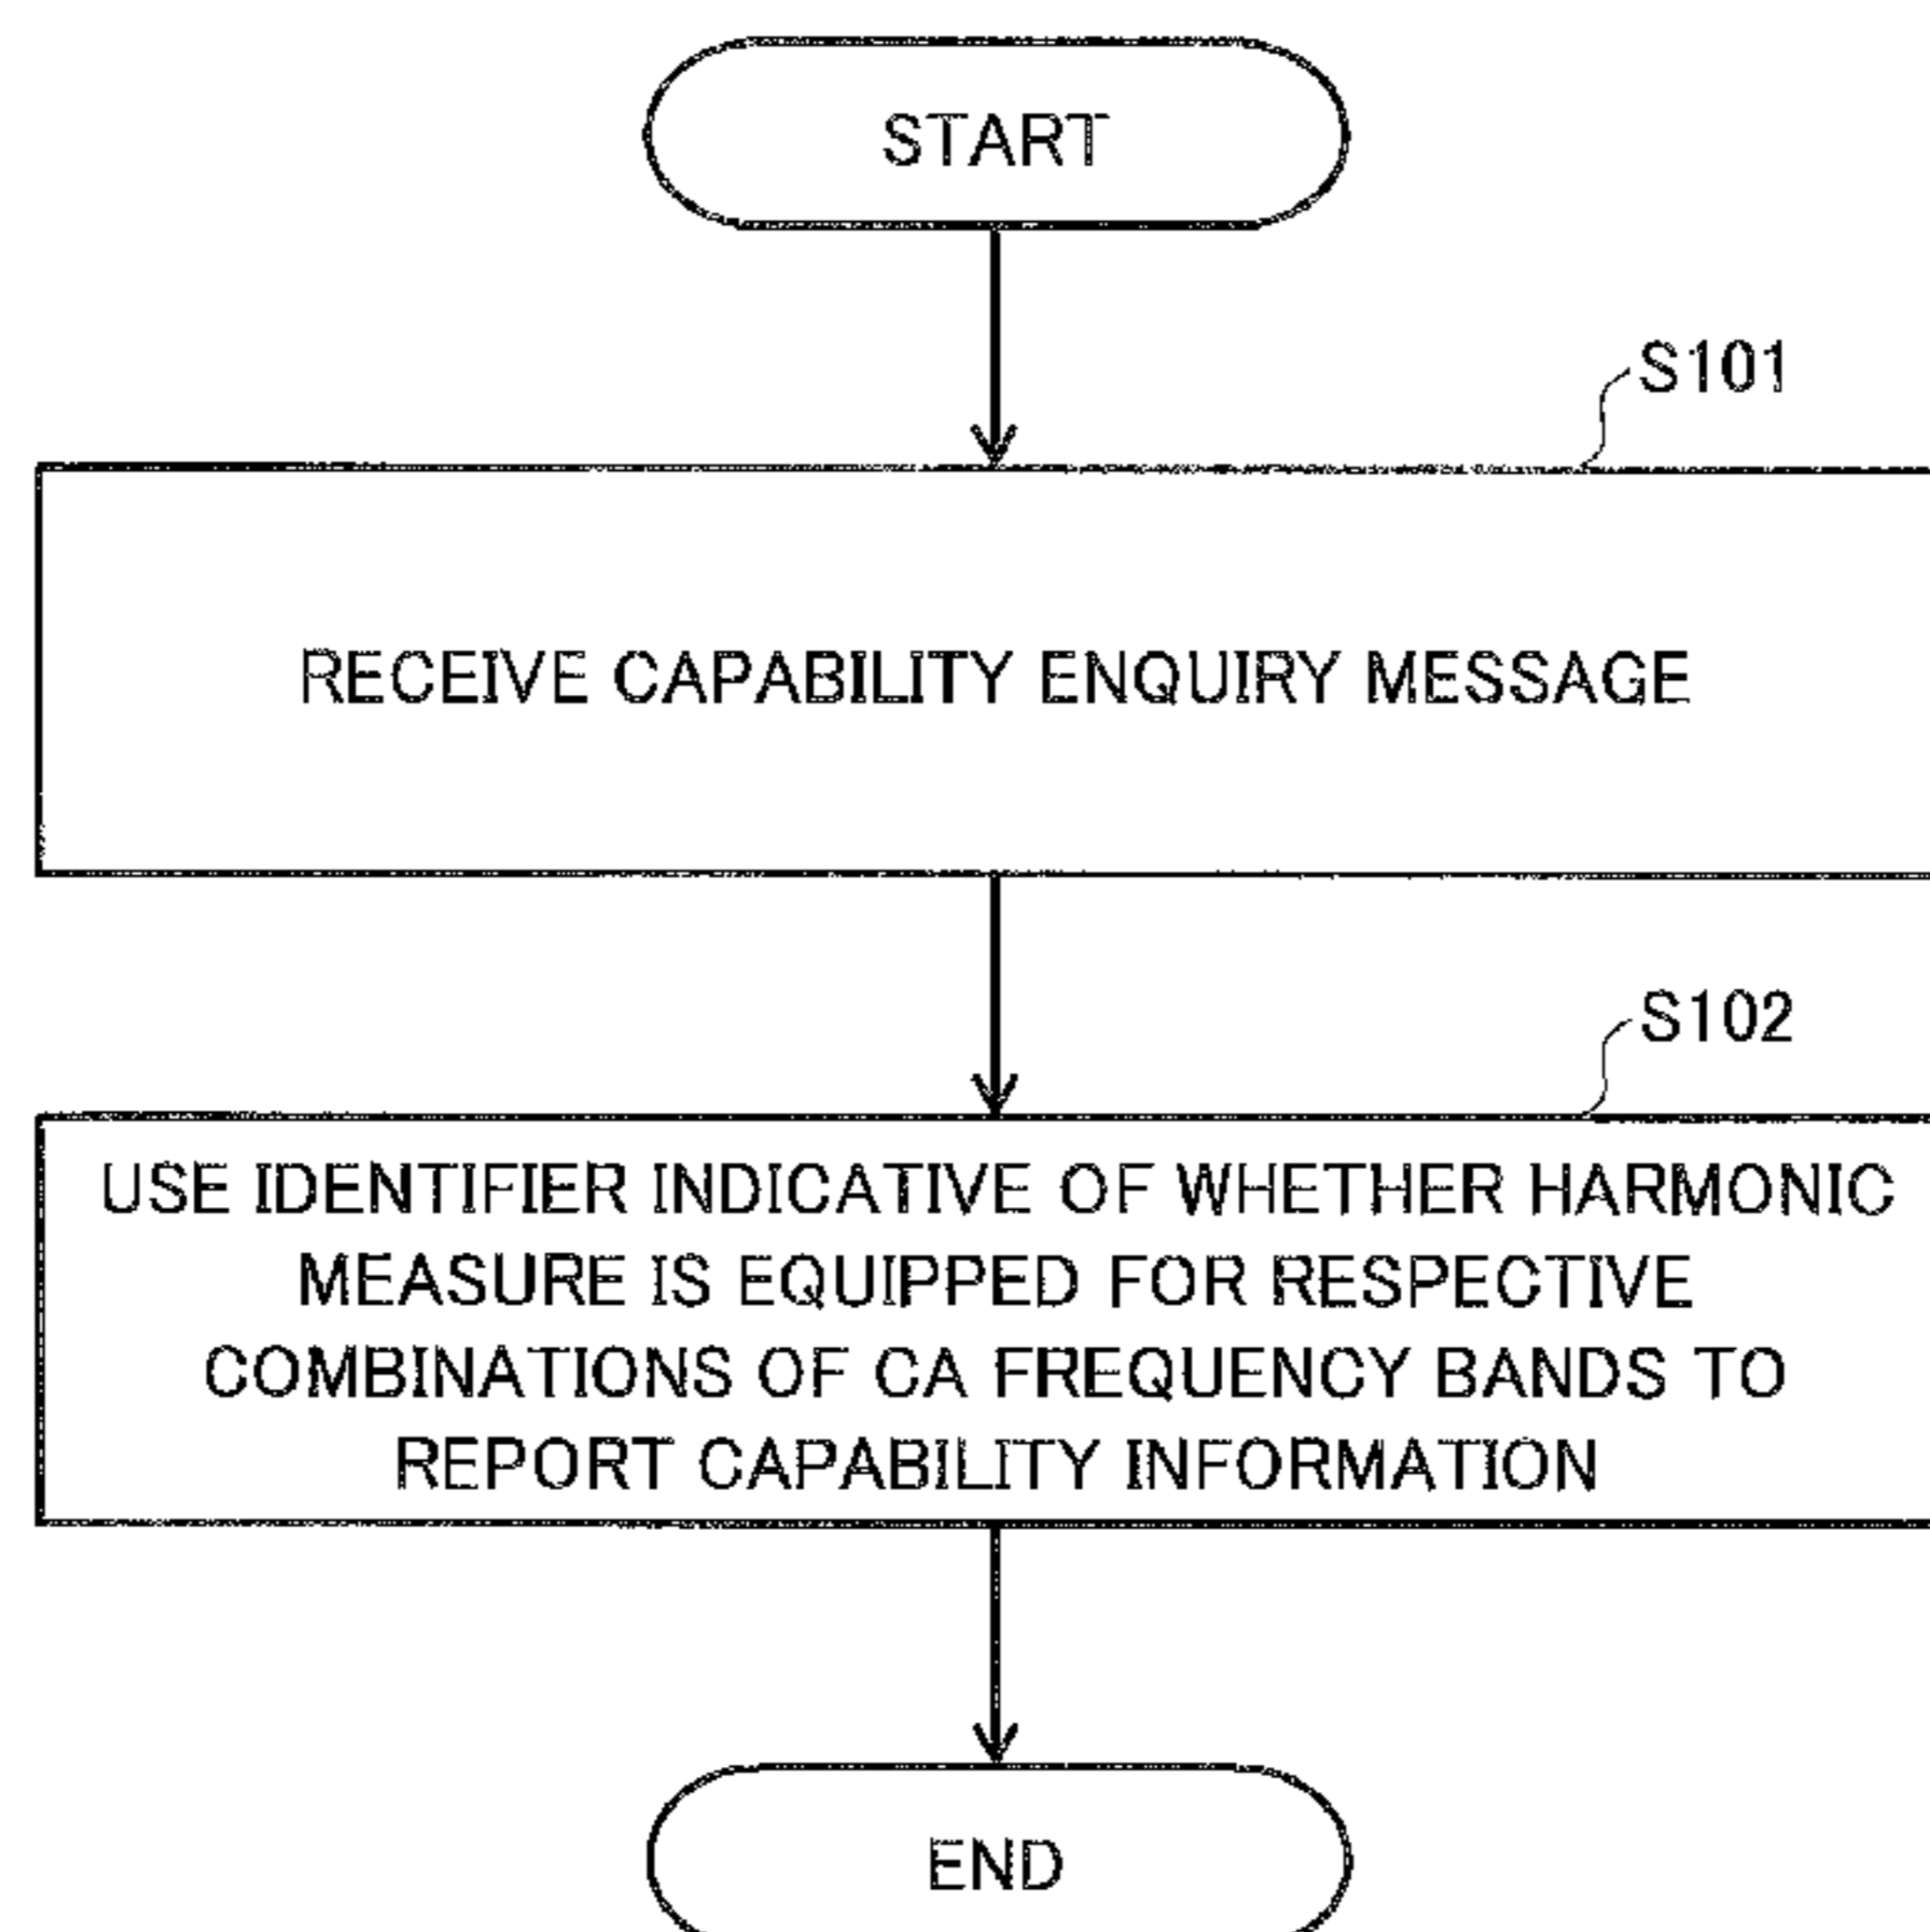 START
S101
RECEIVE CAPABILITY ENQUIRY MESSAGE
S102
USE IDENTIFIER INDICATIVE OF WHETHER HARMONIC
MEASURE IS EQUIPPED FOR RESPECTIVE
COMBINATIONS OF CA FREQUENCY BANDS TO
REPORT CAPABILITY INFORMATION
END